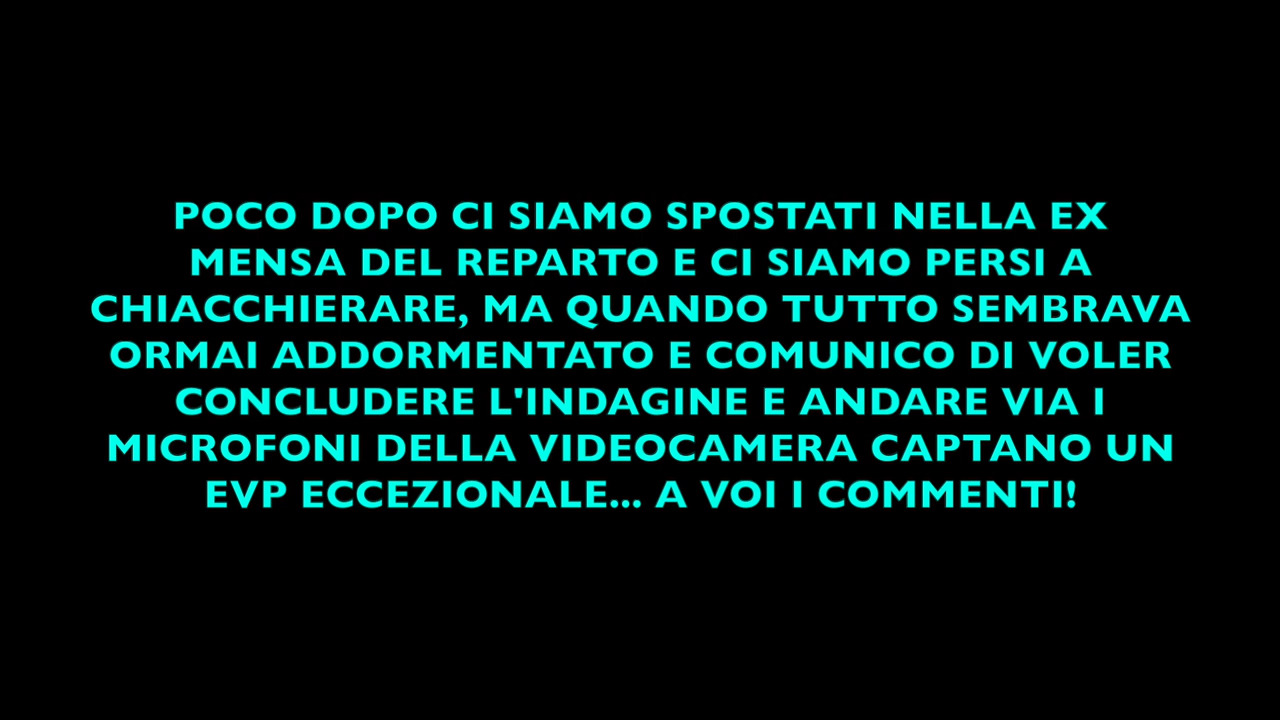 POCO DOPO CI SIAMO SPOSTATI NELLA EX
MENSA DEL REPARTO E CI SIAMO PERSI A
CHIACCHIERARE, MA QUANDO TUTTO SEMBRAVA
ORMAI ADDORMENTATO E COMUNICO DI VOLER
CONCLUDERE L'INDAGINE E ANDARE VIA I
MICROFONI DELLA VIDEOCAMERA CAPTANO UN
EVP ECCEZIONALE... A VOI I COMMENTI!